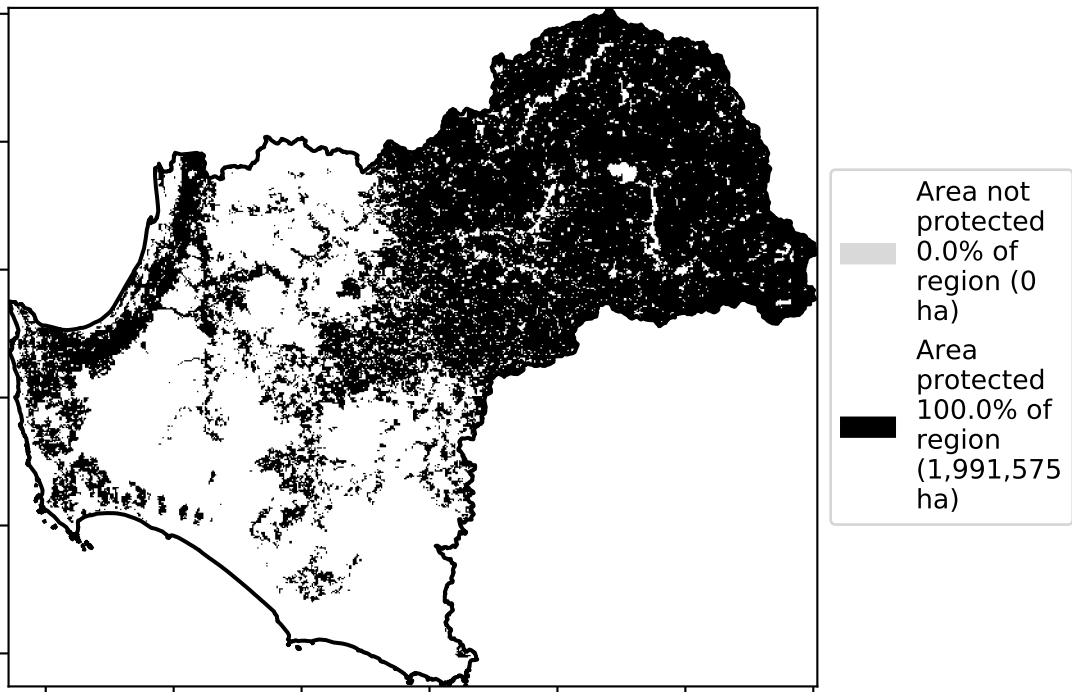 Area not
protected
0.0% of
region (0
ha)
Area
protected
100.0% of
region
(1,991,575
ha)